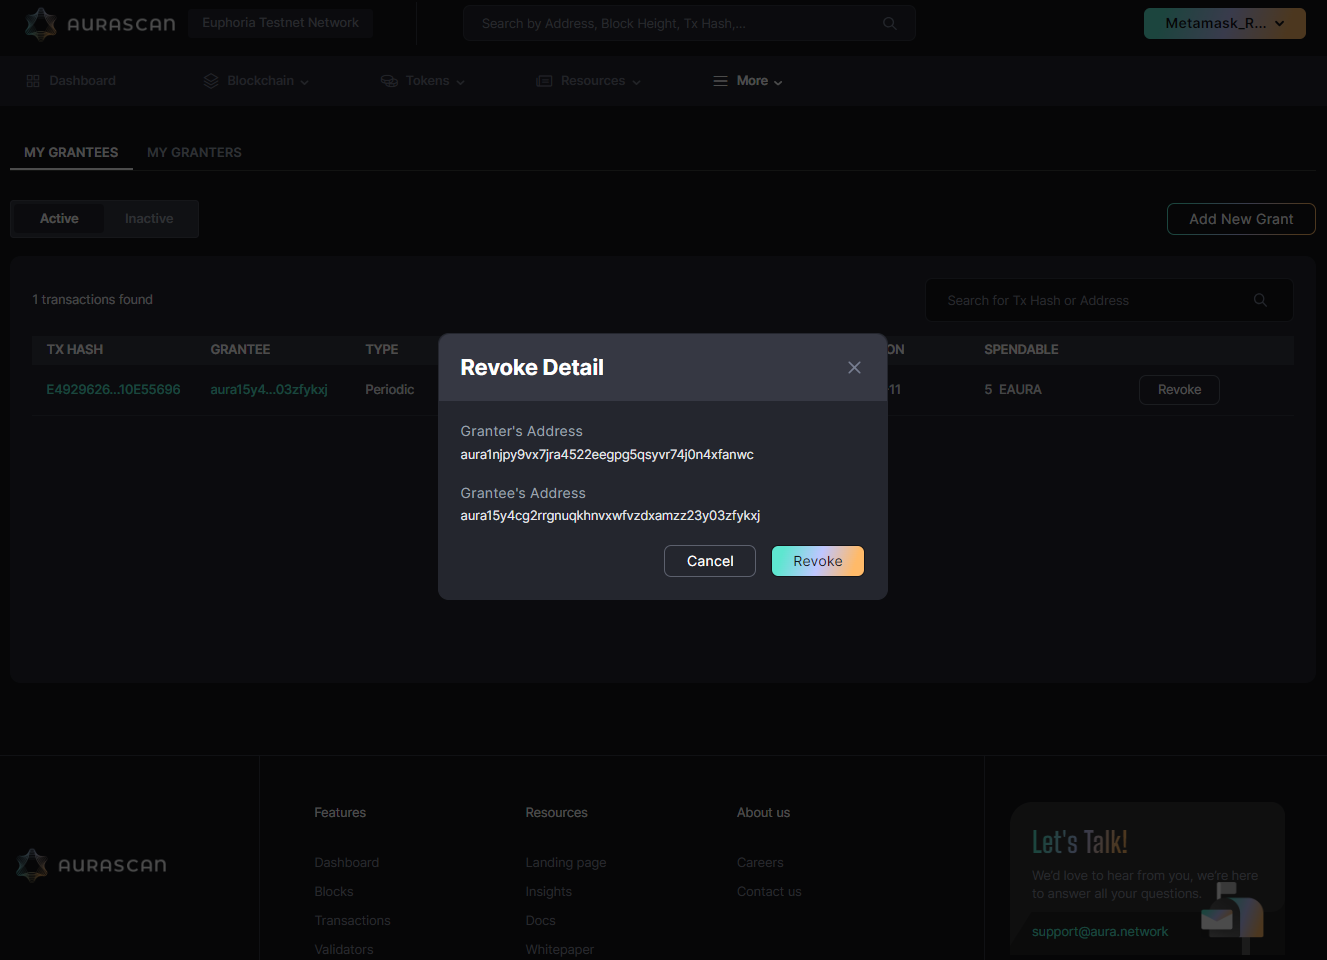 AURASCAN
Euphoria Testnet Network
Search by Address, Block Height, Tx Hash,...
Metamask_R...
Dashboard
Blockchain
Tokens
Resources
More
MY GRANTEES
MY GRANTERS
Active
Inactive
Add New Grant
1 transactions found
Search for Tx Hash or Address
TX HASH
GRANTEE
TYPE
ON
SPENDABLE
E4929626...10E55696
aura15y4...03zfykxj
Periodic
-11
5 EAURA
Revoke
Revoke Detail
Granter's Address
aura1njpy9vx7jra4522eegpg5qsyvr74j0n4xfanwc
Grantee's Address
aura15y4cg2rrgnuqkhnvxwfvzdxamzz23y03zfykxj
Cancel
Revoke
AURASCAN
Features
Dashboard
Blocks
Transactions
Validators
Resources
Landing page
Insights
Docs
Whitepaper
About us
Careers
Contact us
Let's Talk!
We'd love to hear from you, we're here
to answer all your questions.
support@aura.network